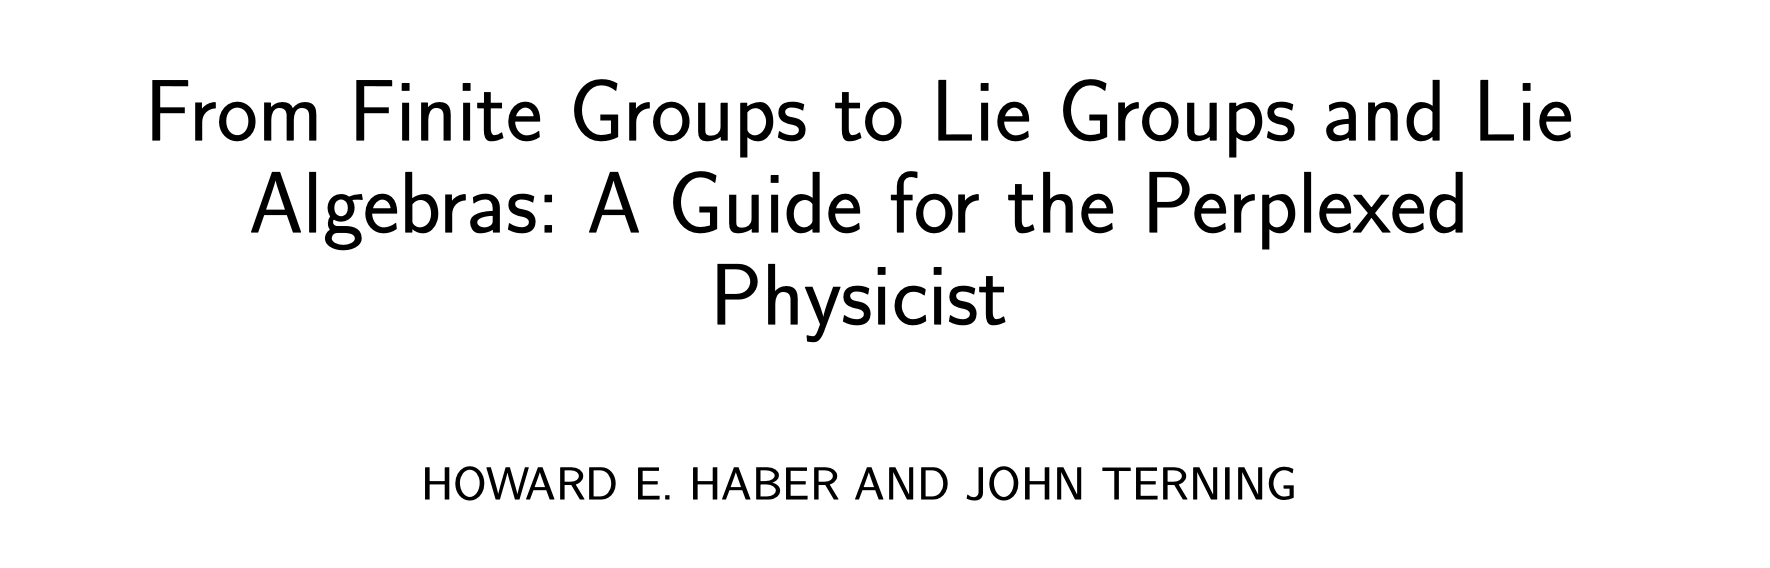 From Finite Groups to Lie Groups and Lie
Algebras: A Guide for the Perplexed
Physicist
HOWARD E. HABER AND JOHN TERNING